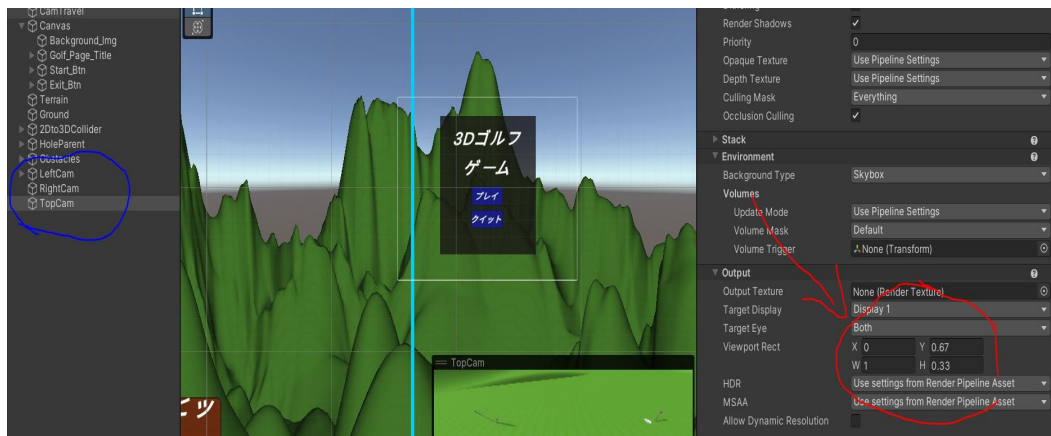 CamTravel
Canvas
Background_Img
Golf_Page_Title
Start_Btn
Exit_Btn
Terrain
Ground
2Dto3DCollider
HoleParent
Obstacles
LeftCam
RightCam
TopCam
3Dゴルフ
ゲーム
プレイ
クイット
TopCam
Render Shadows
Priority 0
Opaque Texture Use Pipeline Settings
Depth Texture Use Pipeline Settings
Culling Mask Everything
Occlusion Culling
Stack
Environment
Background Type Skybox
Volumes
Update Mode Use Pipeline Settings
Volume Mask Default
Volume Trigger None (Transform)
Output
Output Texture None (Render Texture)
Target Display Display 1
Target Eye Both
Viewport Rect X 0 Y 0.67
W 1 H 0.33
HDR Use settings from Render Pipeline Asset
MSAA Use settings from Render Pipeline Asset
Allow Dynamic Resolution